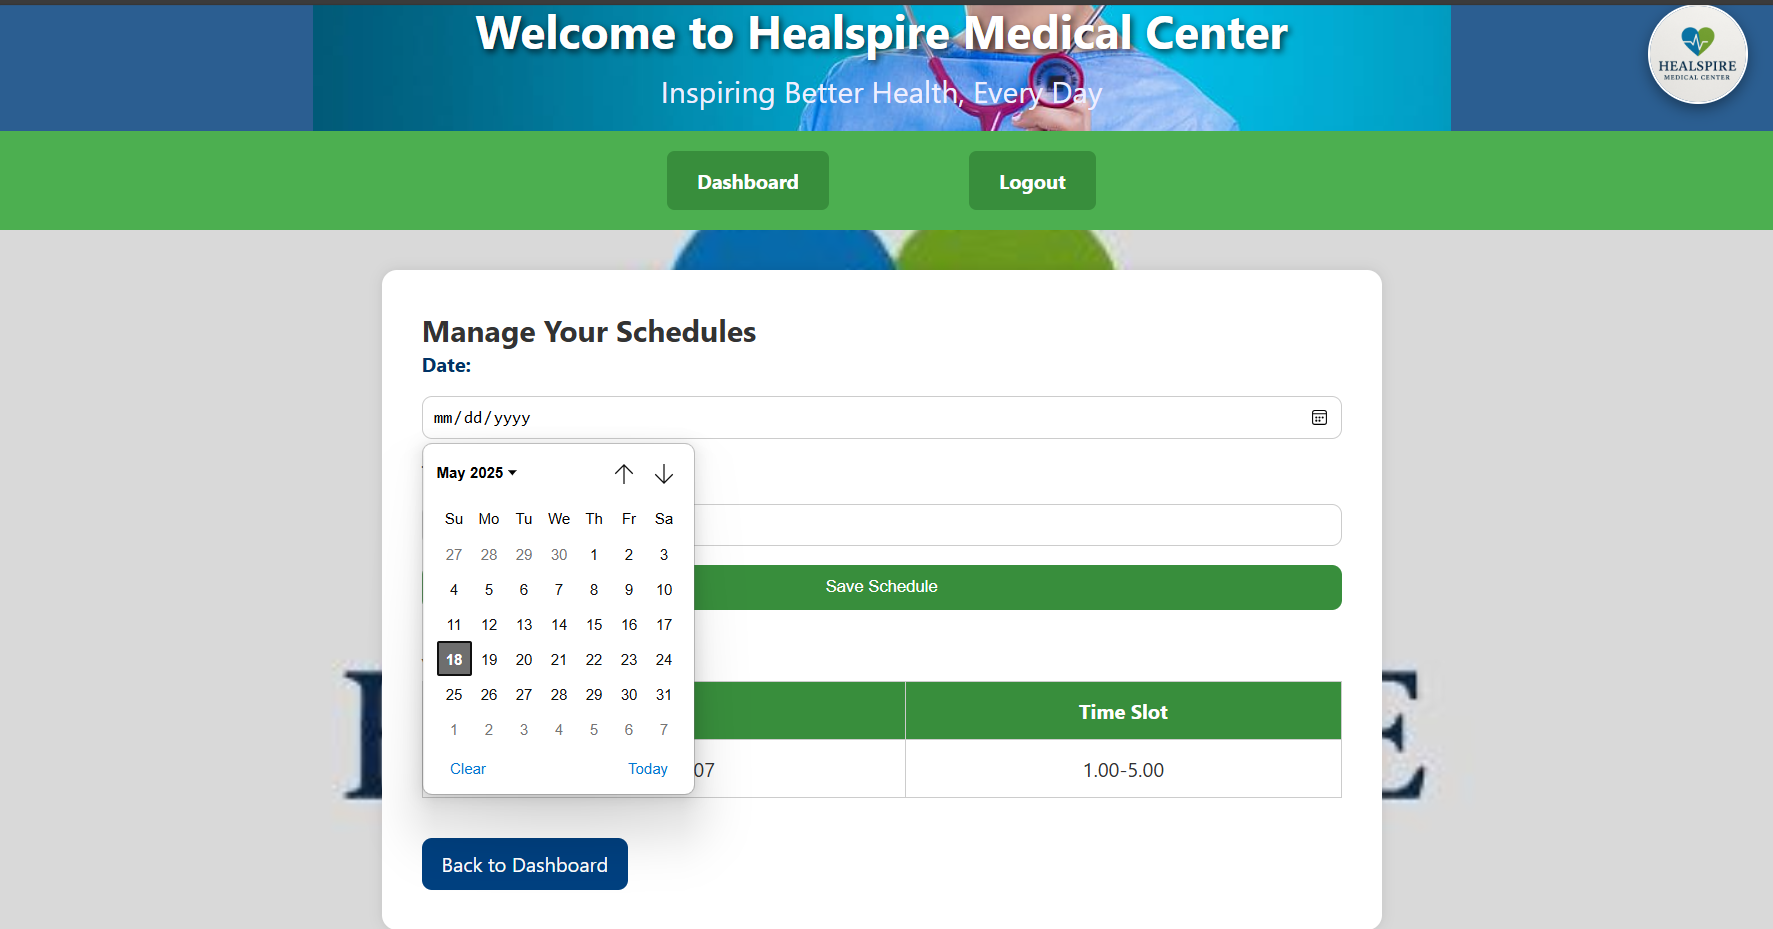 Welcome to Healspire Medical Center
Inspiring Better Health, Every Day
HEALSPIRE
MEDICAL CENTER
Dashboard
Logout
Manage Your Schedules
Date:
mm/dd/yyyy
May 2025
Su Mo Tu We Th Fr Sa
27 28 29 30 1 2 3
4 5 6 7 8 9 10
11 12 13 14 15 16 17
18 19 20 21 22 23 24
25 26 27 28 29 30 31
1 2 3 4 5 6 7
Clear Today
Save Schedule
Time Slot
07 1.00-5.00
Back to Dashboard